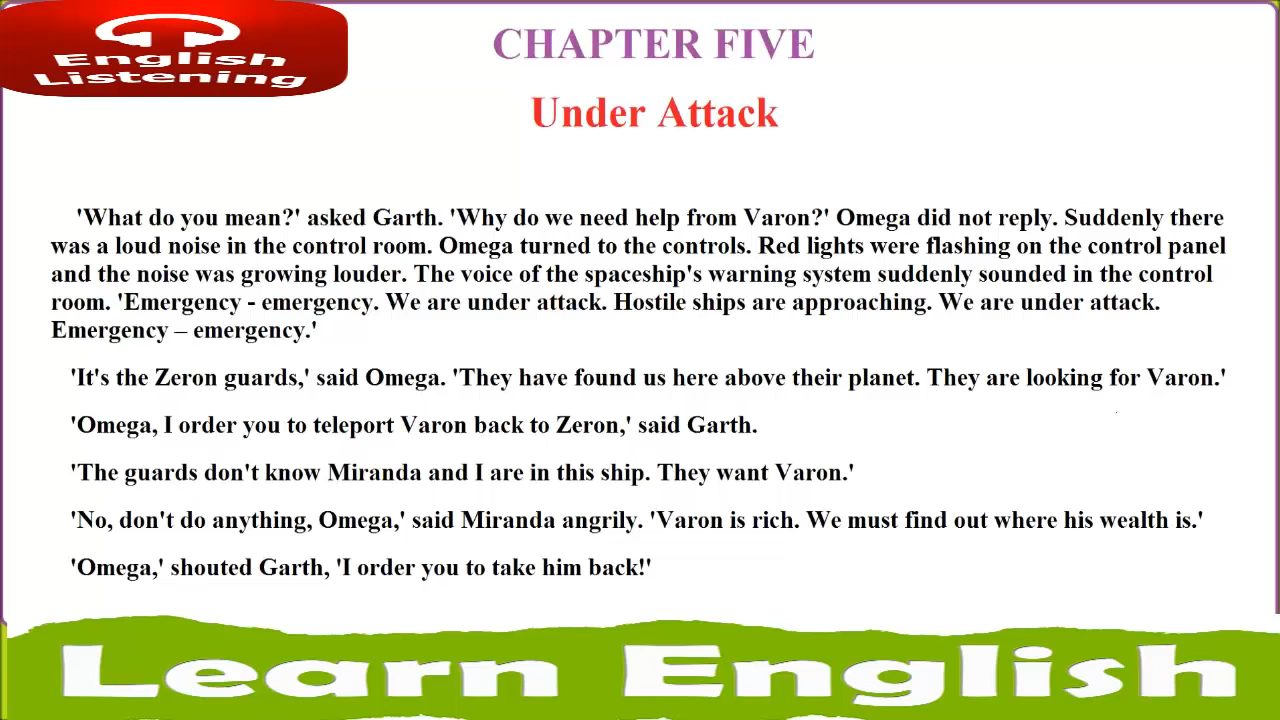 English
Listening
CHAPTER FIVE
Under Attack
'What do you mean?' asked Garth. 'Why do we need help from Varon?' Omega did not reply. Suddenly there
was a loud noise in the control room. Omega turned to the controls. Red lights were flashing on the control panel
and the noise was growing louder. The voice of the spaceship's warning system suddenly sounded in the control
room. 'Emergency - emergency. We are under attack. Hostile ships are approaching. We are under attack.
Emergency – emergency.'
'It's the Zeron guards,' said Omega. 'They have found us here above their planet. They are looking for Varon.'
'Omega, I order you to teleport Varon back to Zeron,' said Garth.
'The guards don't know Miranda and I are in this ship. They want Varon.'
'No, don't do anything, Omega,' said Miranda angrily. 'Varon is rich. We must find out where his wealth is.'
'Omega,' shouted Garth, 'I order you to take him back!'
Learn English